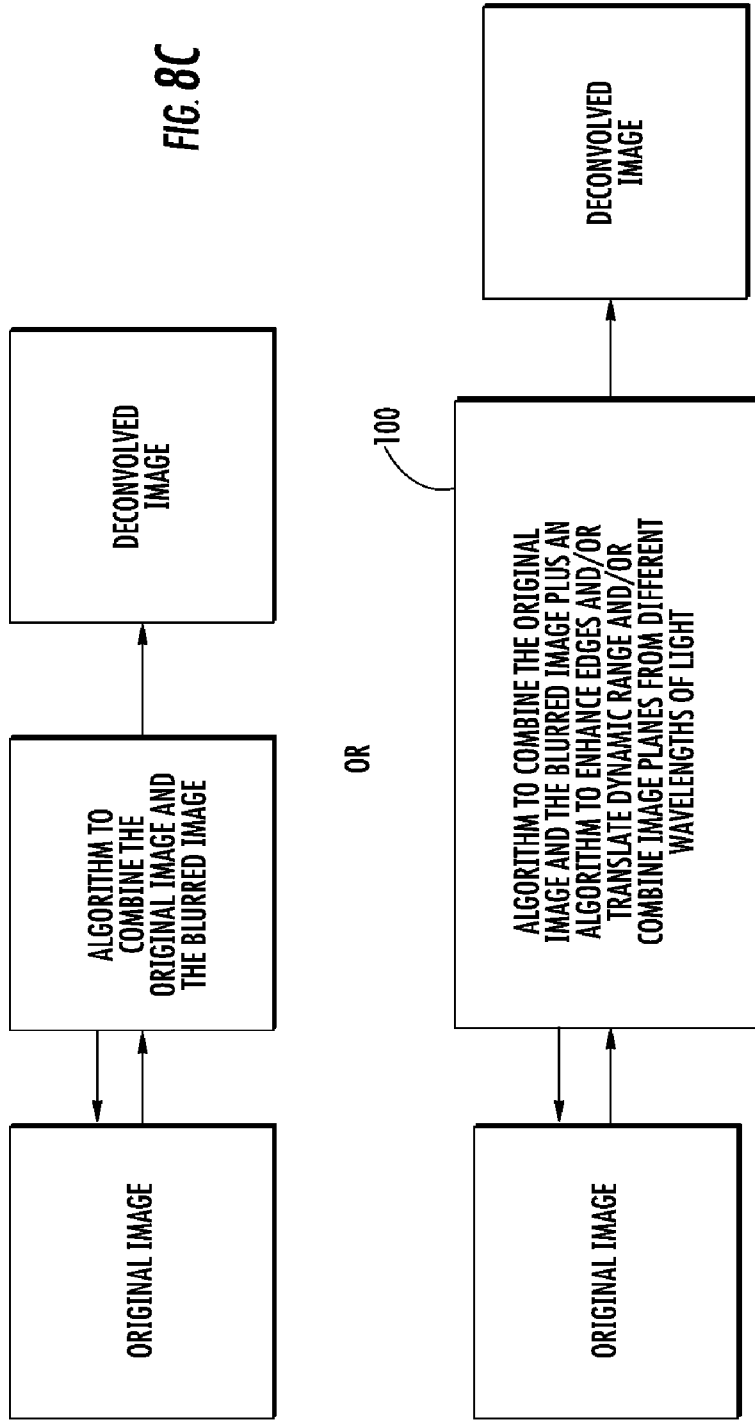 ORIGINAL IMAGE
ALGORITHM TO
COMBINE THE
ORIGINAL IMAGE AND
THE BLURRED IMAGE
DECONVOLVED
IMAGE
FIG. 8C
OR
ORIGINAL IMAGE
100
ALGORITHM TO COMBINE THE ORIGINAL
IMAGE AND THE BLURRED IMAGE PLUS AN
ALGORITHM TO ENHANCE EDGES AND/OR
TRANSLATE DYNAMIC RANGE AND/OR
COMBINE IMAGE PLANES FROM DIFFERENT
WAVELENGTHS OF LIGHT
DECONVOLVED
IMAGE